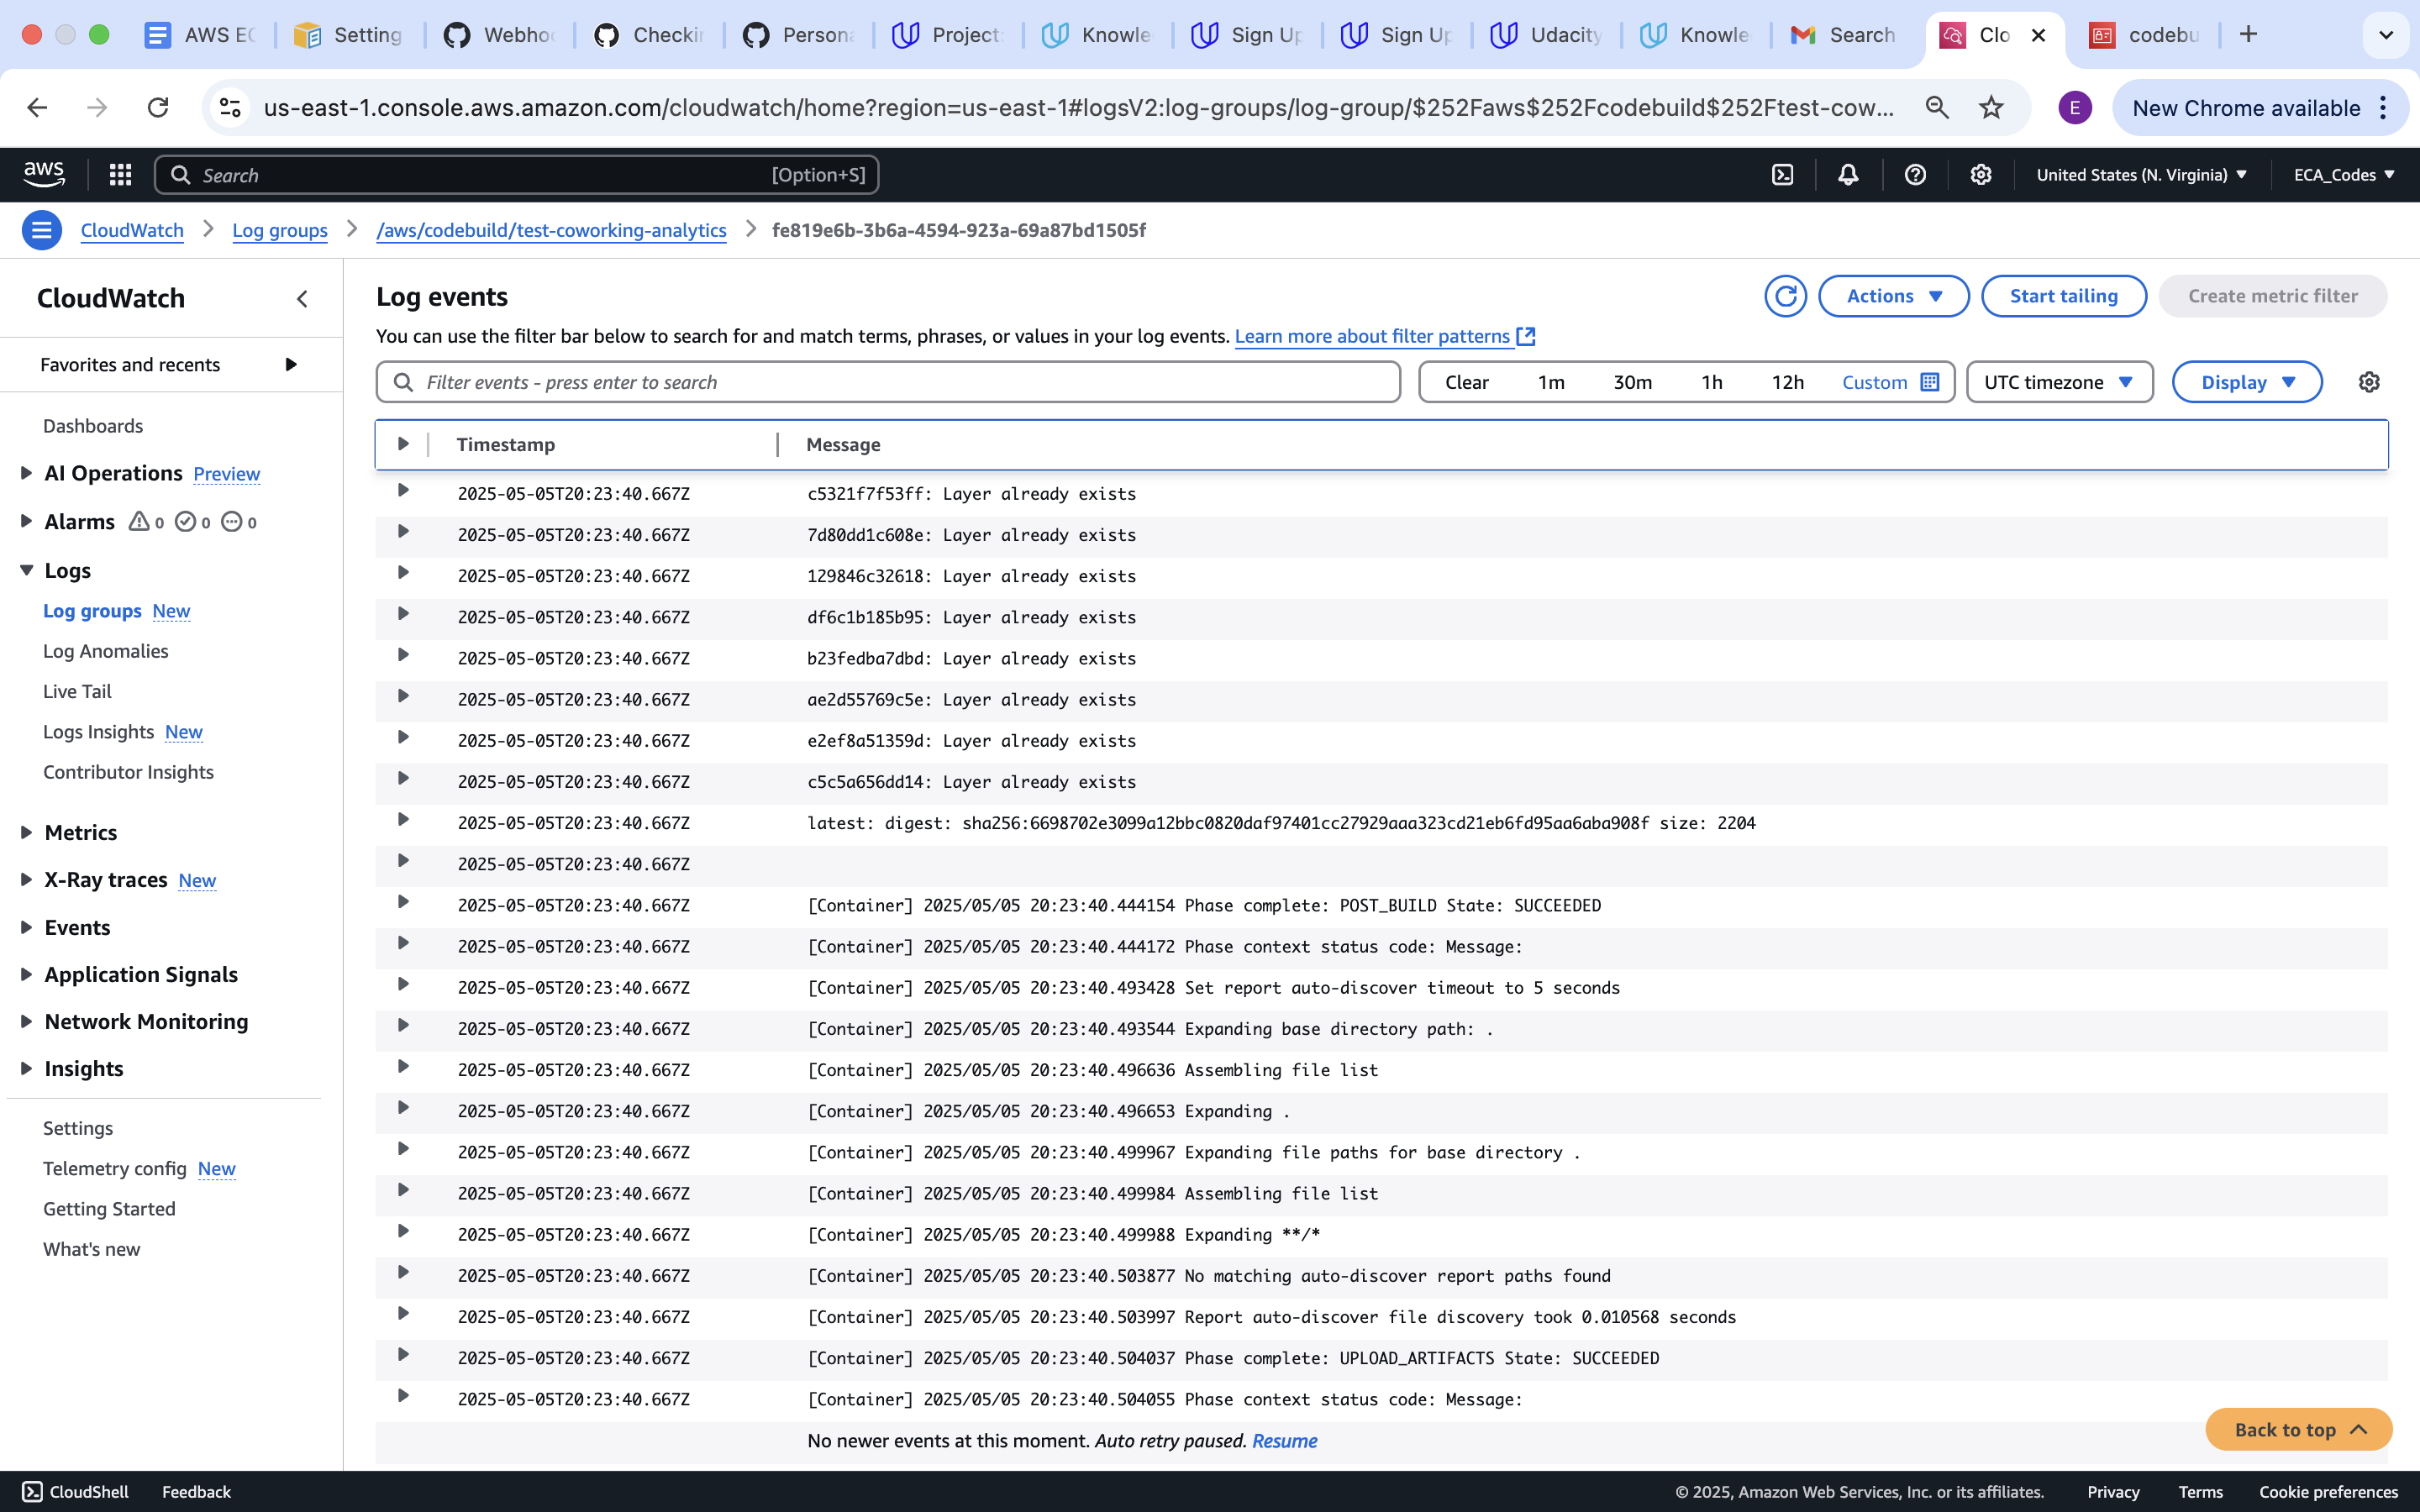 AWS EC
Setting
Webho
Checkin
Persona
Project:
Knowle
Sign Up
Sign Up
Udacity
Knowle
Search
Clo
codebu
us-east-1.console.aws.amazon.com/cloudwatch/home?region=us-east-1#logsV2:log-groups/log-group/$252Faws$252Fcodebuild$252Ftest-cow...
E
New Chrome available
aws
Search
[Option+S]
United States (N. Virginia)
ECA_Codes
CloudWatch
Log groups
/aws/codebuild/test-coworking-analytics
fe819e6b-3b6a-4594-923a-69a87bd1505f
CloudWatch
Favorites and recents
Dashboards
AI Operations Preview
Alarms 0 0 0
Logs
Log groups New
Log Anomalies
Live Tail
Logs Insights New
Contributor Insights
Metrics
X-Ray traces New
Events
Application Signals
Network Monitoring
Insights
Settings
Telemetry config New
Getting Started
What's new
Log events
Actions
Start tailing
Create metric filter
You can use the filter bar below to search for and match terms, phrases, or values in your log events. Learn more about filter patterns
Filter events - press enter to search
Clear 1m 30m 1h 12h Custom
UTC timezone
Display
Timestamp Message
2025-05-05T20:23:40.667Z c5321f7f53ff: Layer already exists
2025-05-05T20:23:40.667Z 7d80dd1c608e: Layer already exists
2025-05-05T20:23:40.667Z 129846c32618: Layer already exists
2025-05-05T20:23:40.667Z df6c1b185b95: Layer already exists
2025-05-05T20:23:40.667Z b23fedba7dbd: Layer already exists
2025-05-05T20:23:40.667Z ae2d55769c5e: Layer already exists
2025-05-05T20:23:40.667Z e2ef8a51359d: Layer already exists
2025-05-05T20:23:40.667Z c5c5a656dd14: Layer already exists
2025-05-05T20:23:40.667Z latest: digest: sha256:6698702e3099a12bbc0820daf97401cc27929aaa323cd21eb6fd95aa6aba908f size: 2204
2025-05-05T20:23:40.667Z
2025-05-05T20:23:40.667Z [Container] 2025/05/05 20:23:40.444154 Phase complete: POST_BUILD State: SUCCEEDED
2025-05-05T20:23:40.667Z [Container] 2025/05/05 20:23:40.444172 Phase context status code: Message:
2025-05-05T20:23:40.667Z [Container] 2025/05/05 20:23:40.493428 Set report auto-discover timeout to 5 seconds
2025-05-05T20:23:40.667Z [Container] 2025/05/05 20:23:40.493544 Expanding base directory path: .
2025-05-05T20:23:40.667Z [Container] 2025/05/05 20:23:40.496636 Assembling file list
2025-05-05T20:23:40.667Z [Container] 2025/05/05 20:23:40.496653 Expanding .
2025-05-05T20:23:40.667Z [Container] 2025/05/05 20:23:40.499967 Expanding file paths for base directory .
2025-05-05T20:23:40.667Z [Container] 2025/05/05 20:23:40.499984 Assembling file list
2025-05-05T20:23:40.667Z [Container] 2025/05/05 20:23:40.499988 Expanding **/*
2025-05-05T20:23:40.667Z [Container] 2025/05/05 20:23:40.503877 No matching auto-discover report paths found
2025-05-05T20:23:40.667Z [Container] 2025/05/05 20:23:40.503997 Report auto-discover file discovery took 0.010568 seconds
2025-05-05T20:23:40.667Z [Container] 2025/05/05 20:23:40.504037 Phase complete: UPLOAD_ARTIFACTS State: SUCCEEDED
2025-05-05T20:23:40.667Z [Container] 2025/05/05 20:23:40.504055 Phase context status code: Message:
No newer events at this moment. Auto retry paused. Resume
Back to top
CloudShell
Feedback
© 2025, Amazon Web Services, Inc. or its affiliates.
Privacy
Terms
Cookie preferences